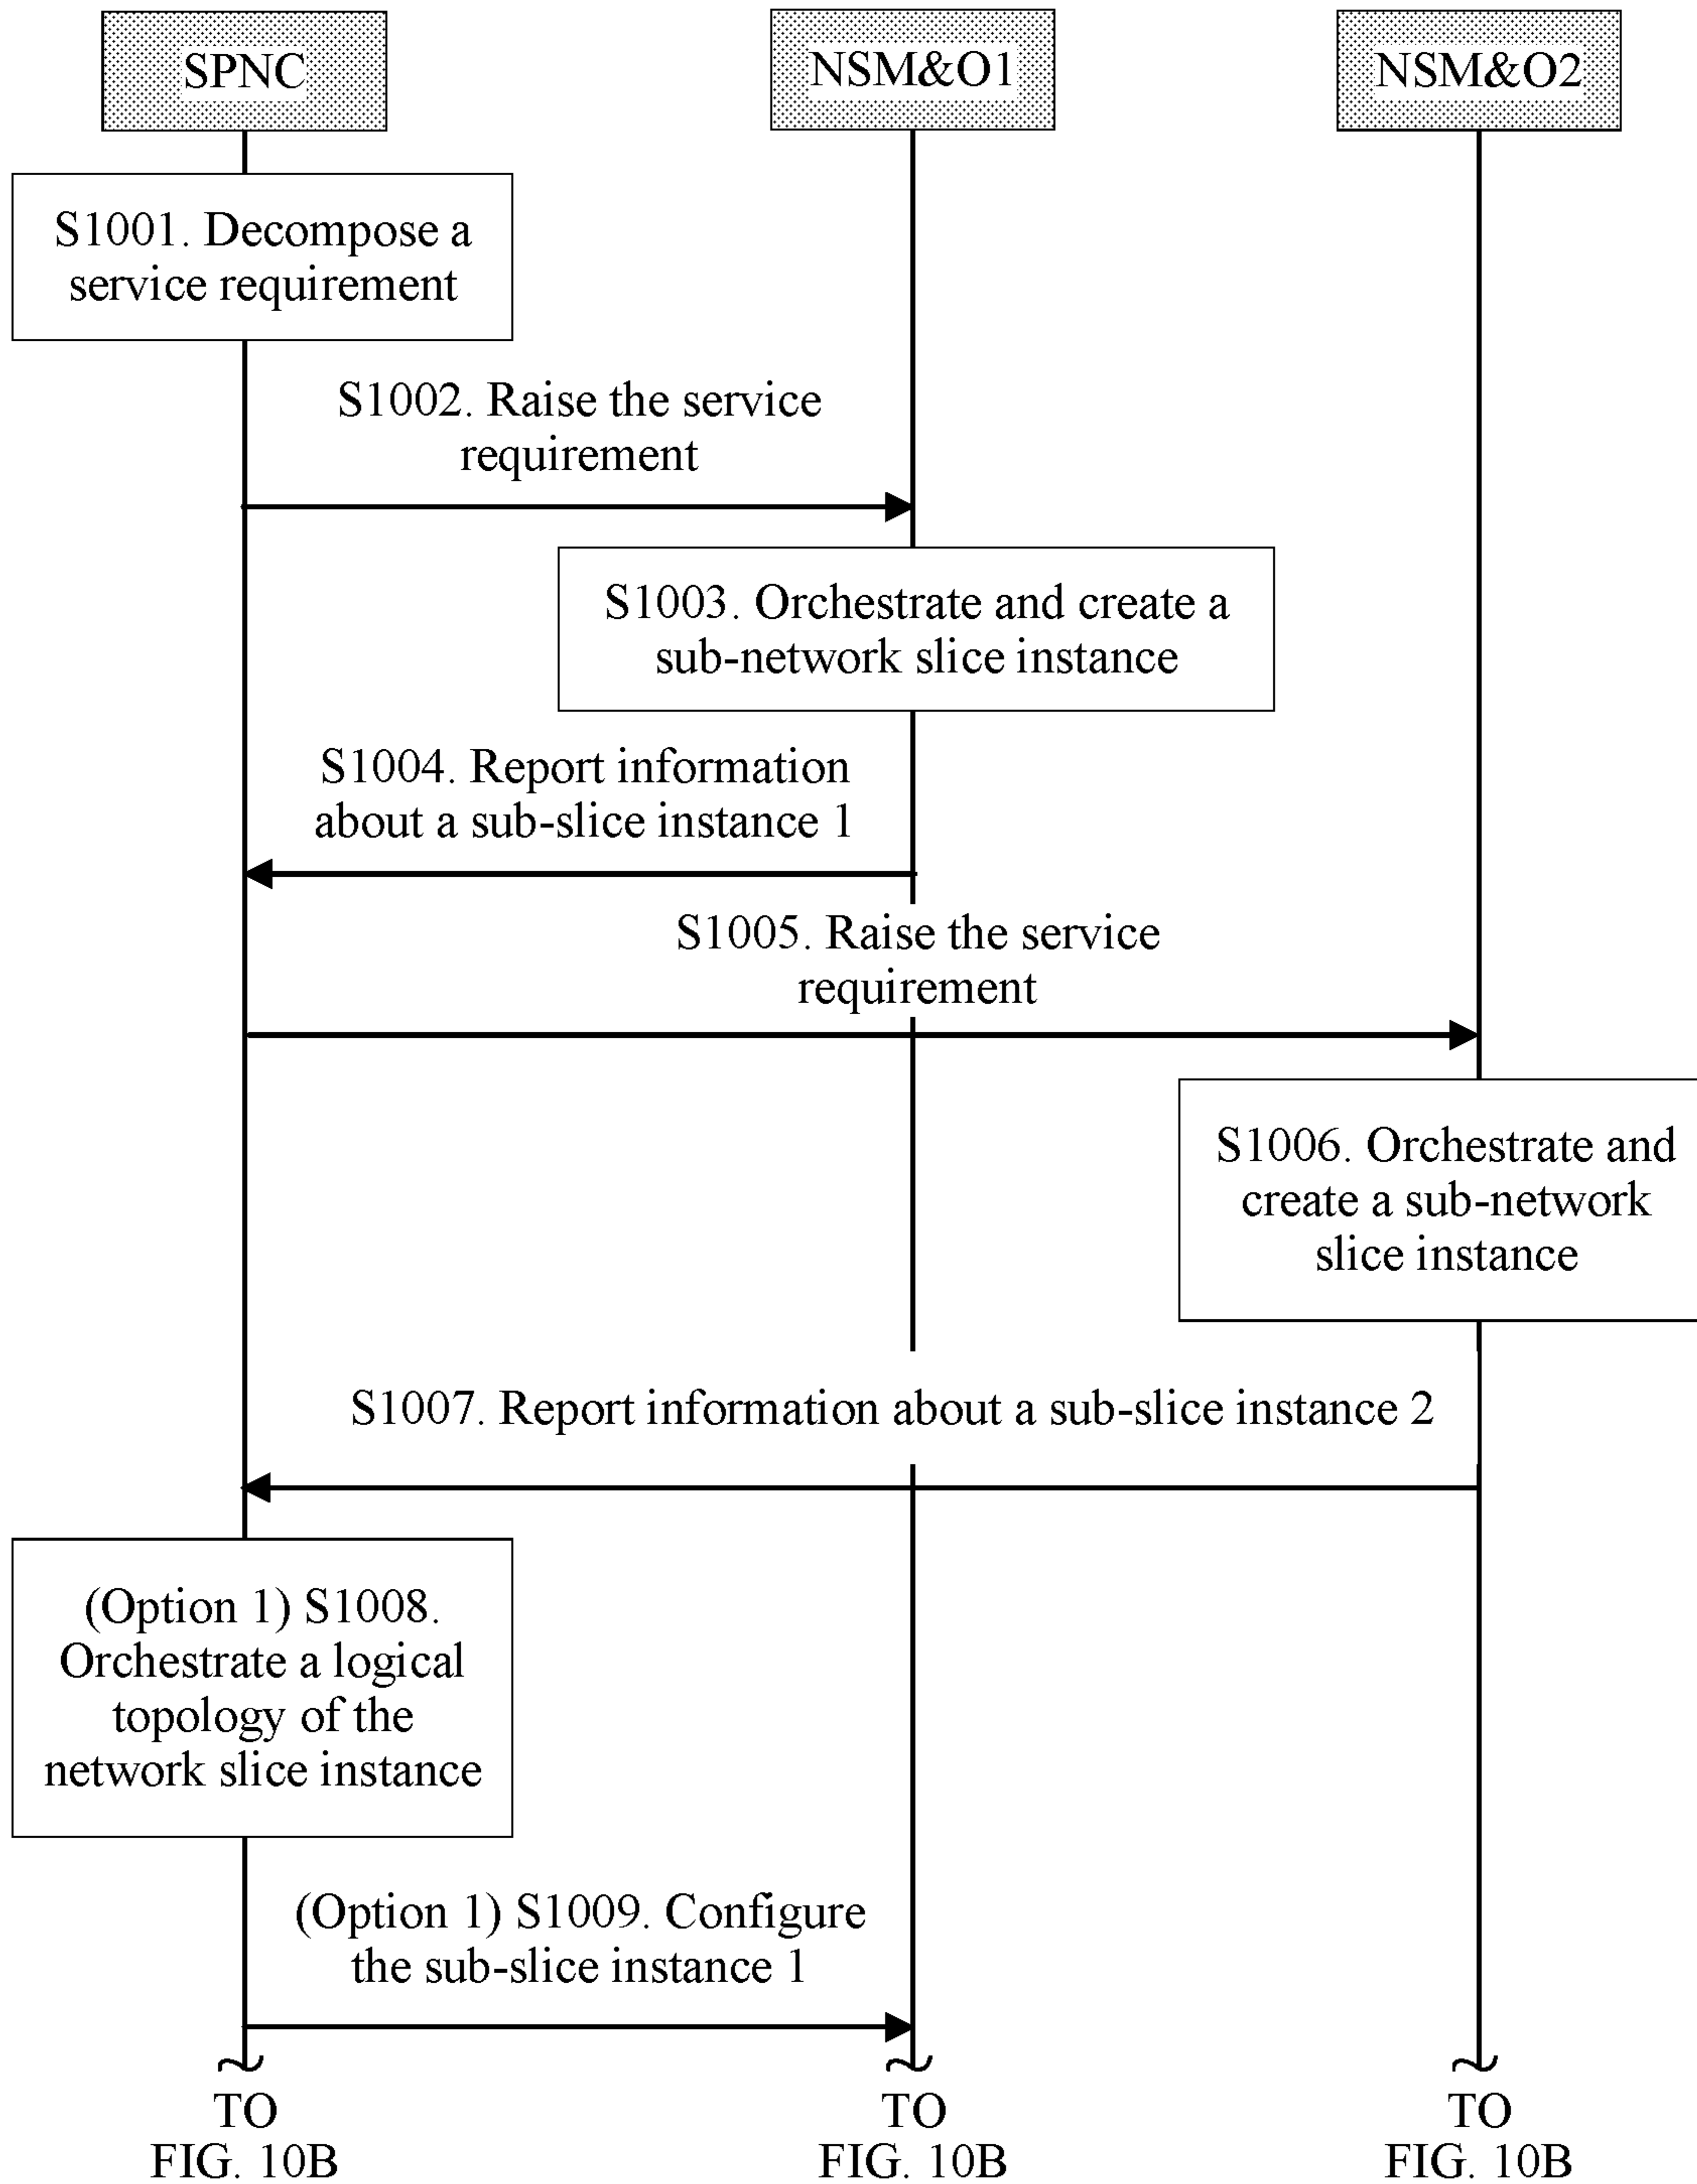 SPNC
NSM&O1
NSM&O2
S1001. Decompose a
service requirement
S1002. Raise the service
requirement
S1003. Orchestrate and create a
sub-network slice instance
S1004. Report information
about a sub-slice instance 1
S1005. Raise the service
requirement
S1006. Orchestrate and
create a sub-network
slice instance
S1007. Report information about a sub-slice instance 2
(Option 1) S1008.
Orchestrate a logical
topology of the
network slice instance
(Option 1) S1009. Configure
the sub-slice instance 1
TO
FIG. 10B
TO
FIG. 10B
TO
FIG. 10B